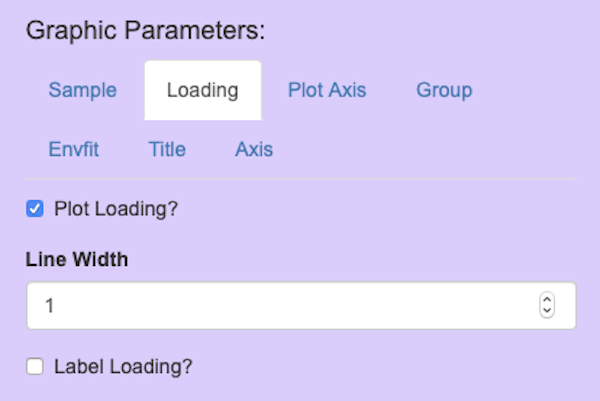 Graphic Parameters:
Sample Loading Plot Axis Group
Envfit Title Axis
Plot Loading?
Line Width
1
Label Loading?